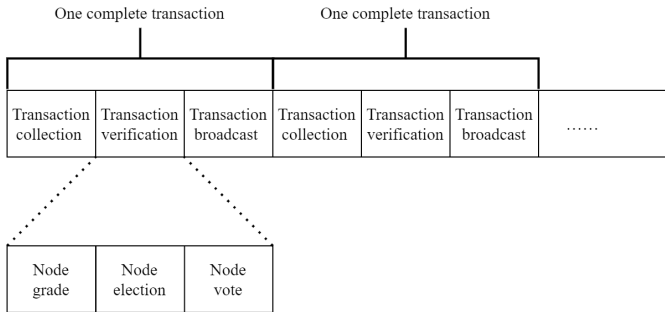 One complete transaction One complete transaction
Transaction Transaction Transaction Transaction Transaction Transaction
collection verification broadcast collection verification broadcast
......
Node Node Node
grade election vote